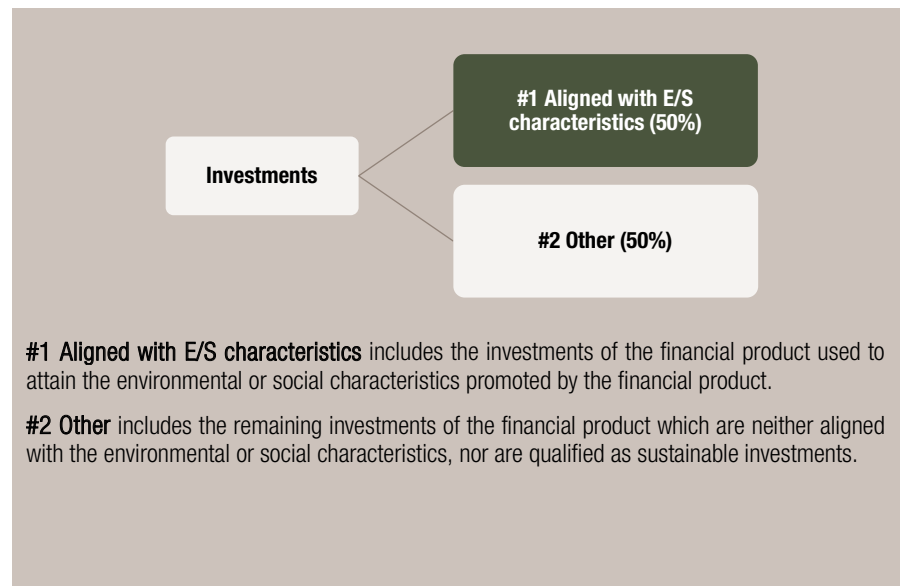 #1 Aligned with E/S
characteristics (50%)
Investments
#2 Other (50%)
#1 Aligned with E/S characteristics includes the investments of the financial product used to
attain the environmental or social characteristics promoted by the financial product.
#2 Other includes the remaining investments of the financial product which are neither aligned
with the environmental or social characteristics, nor are qualified as sustainable investments.